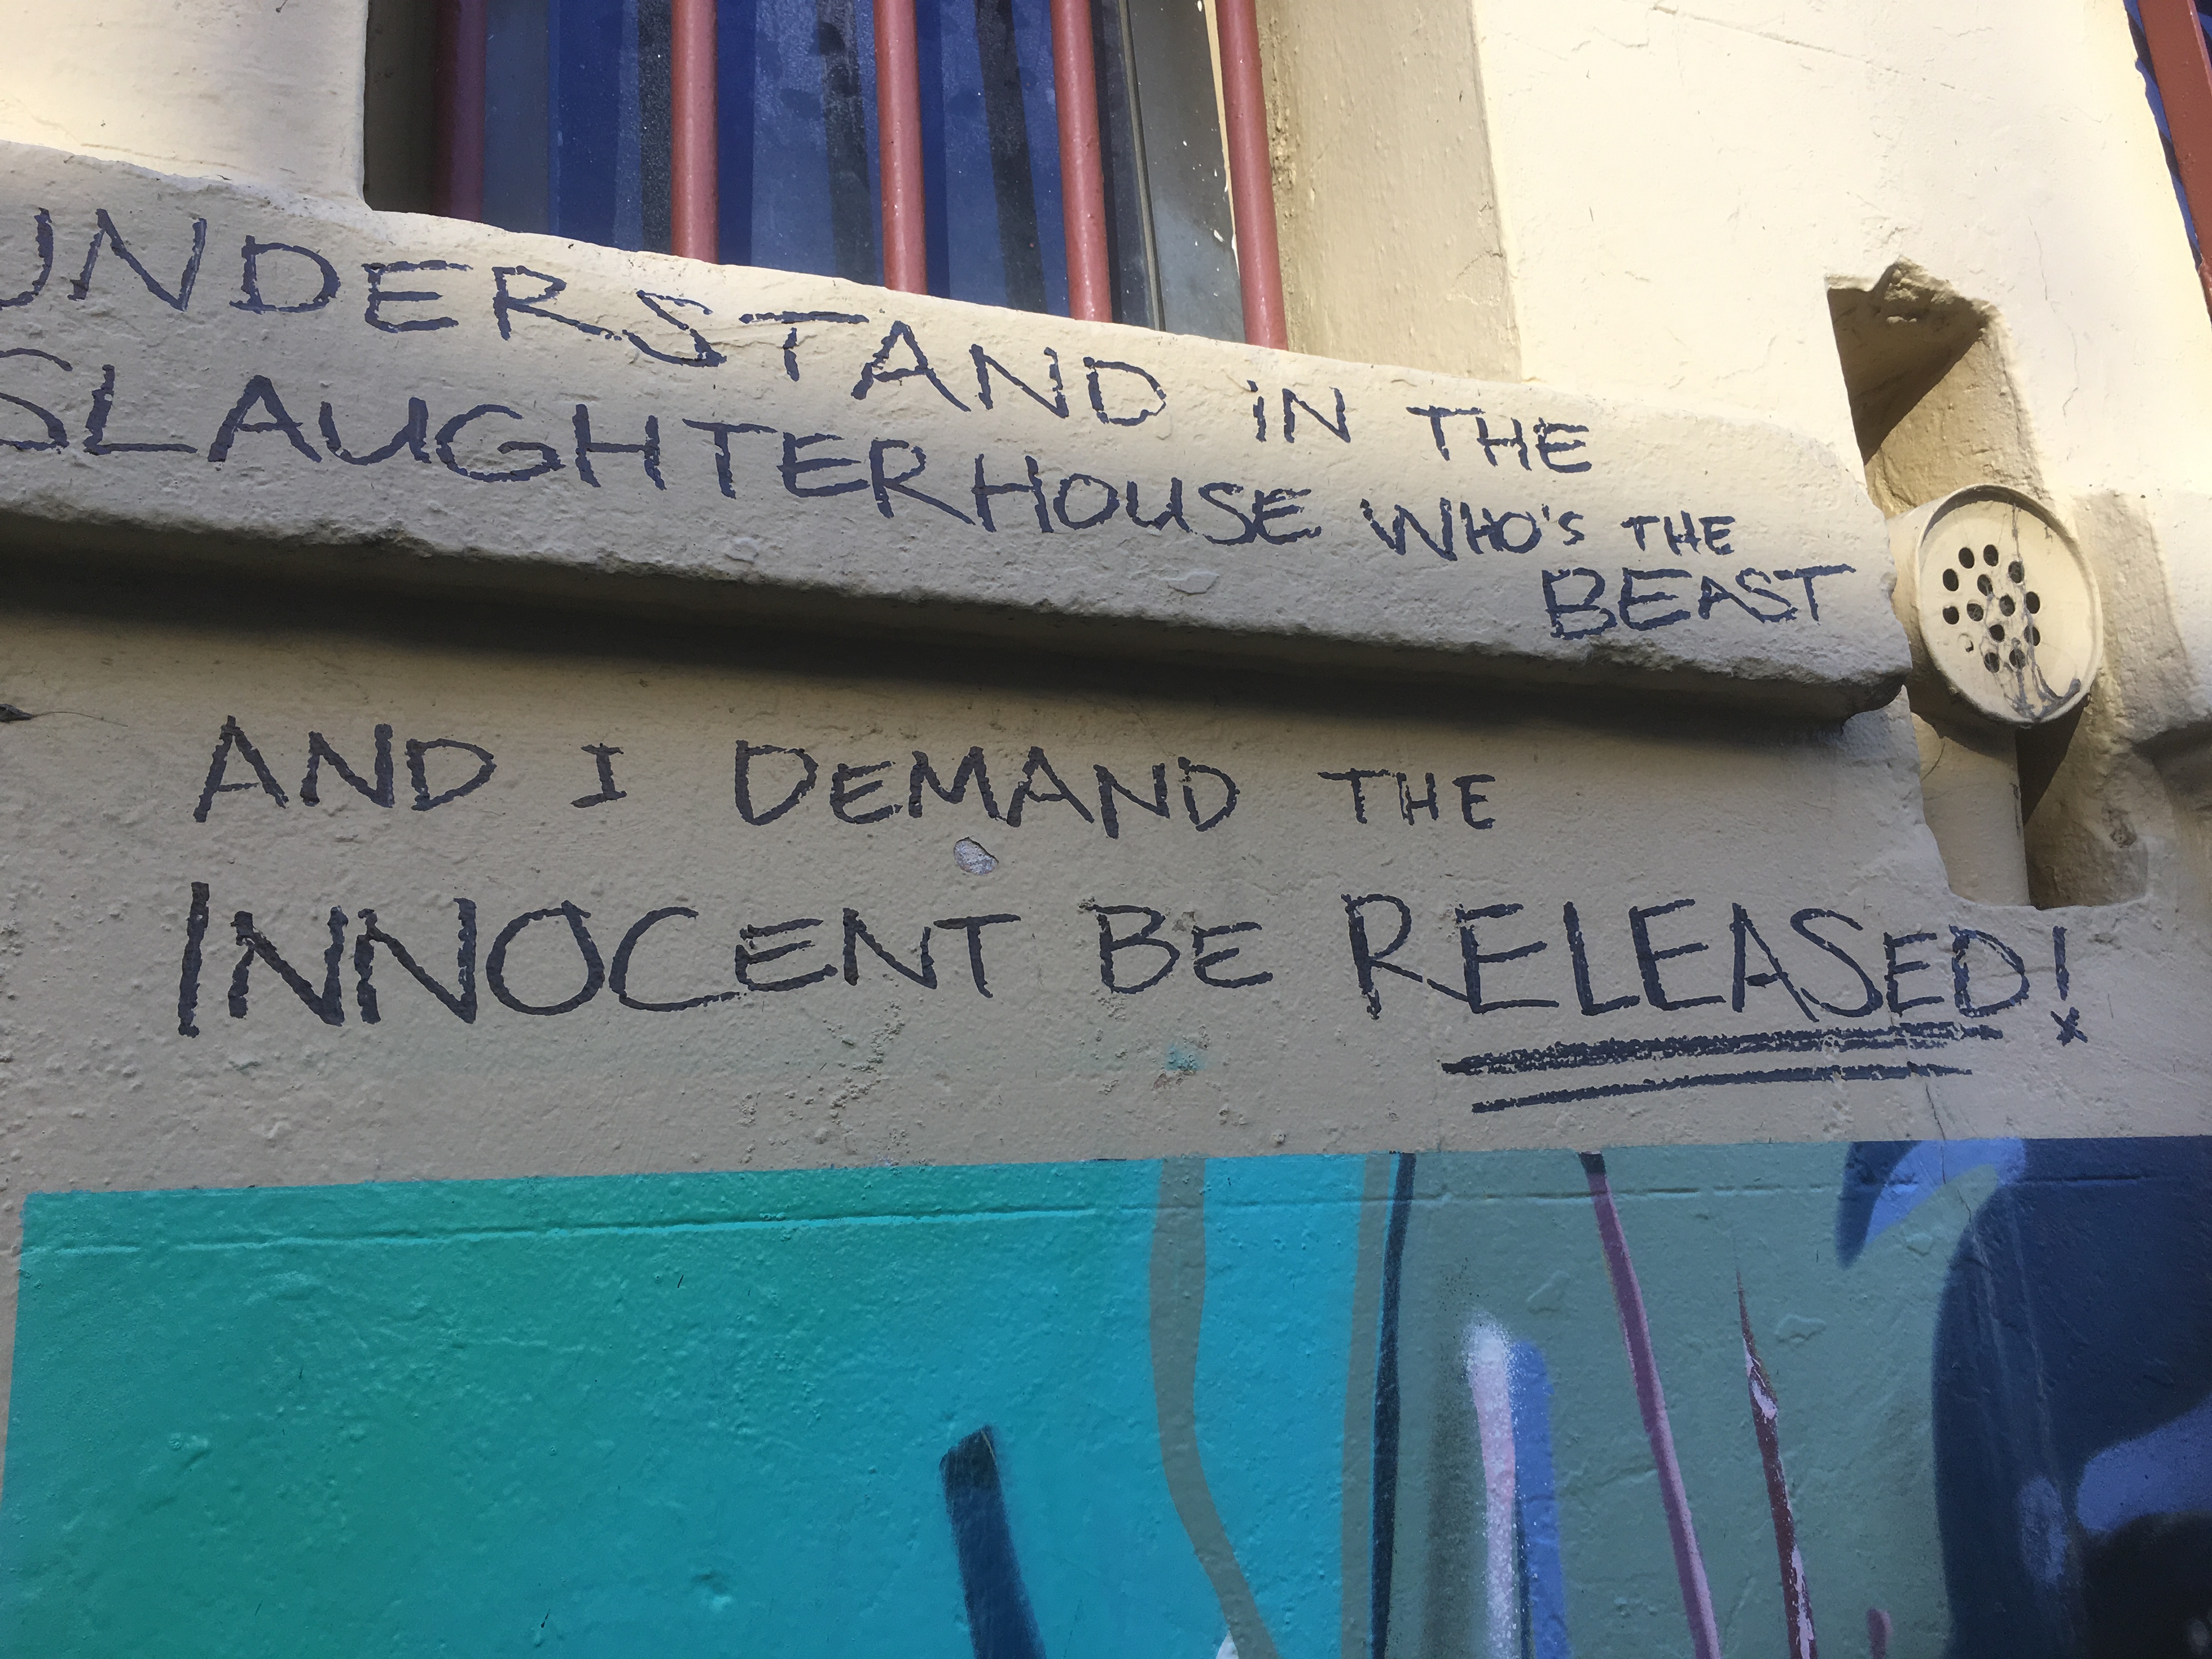 UNDERSTAND iN THE
SLAUGHTERHOUSE WHO'S THE
BEAST
AND I DEMAND THE
INNOCENT BE RELEASED!